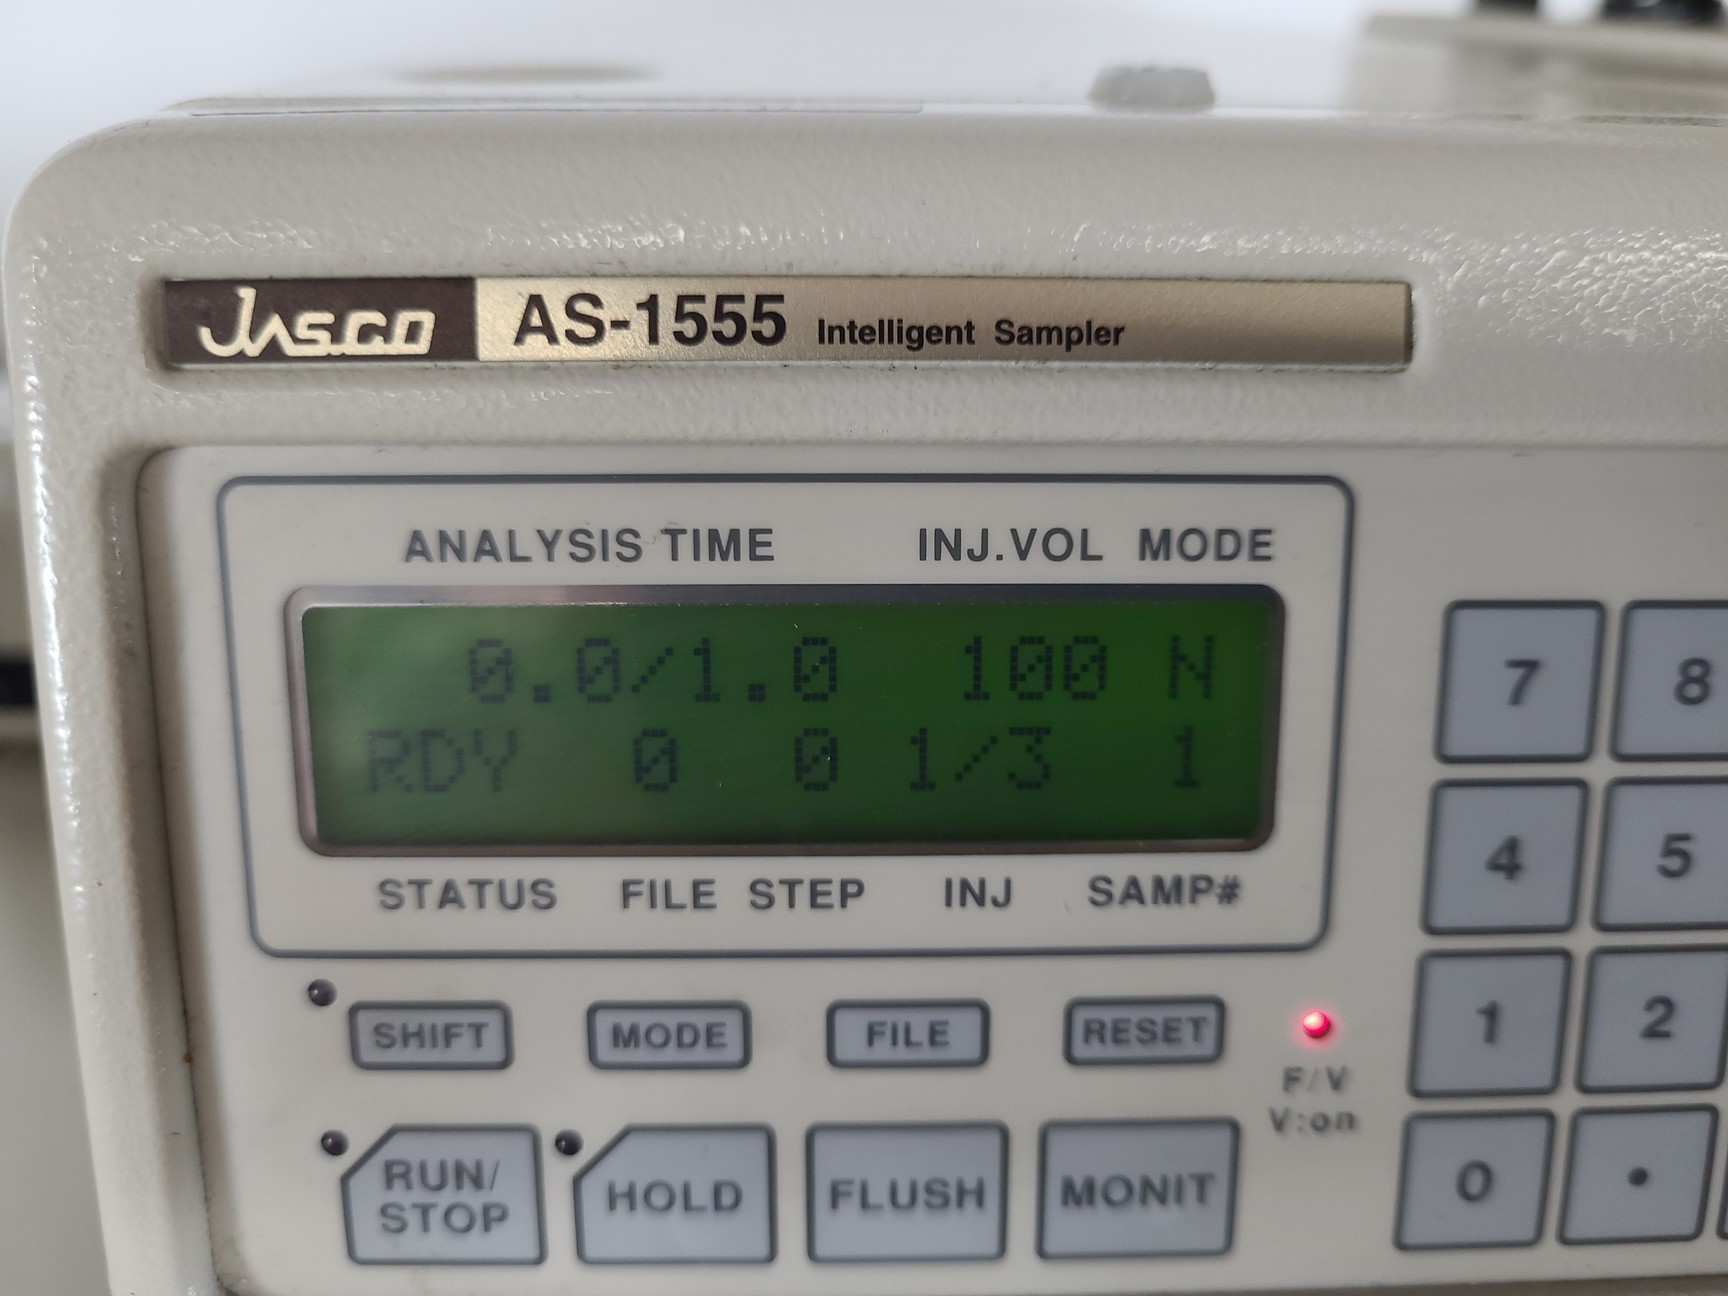 JASCO AS-1555 Intelligent Sampler
ANALYSIS TIME INJ.VOL MODE
0.0/1.0 100 N
RDY 0 0 1/3 1
STATUS FILE STEP INJ SAMP#
SHIFT MODE FILE RESET
F/V
V:on
RUN/
STOP
HOLD FLUSH MONIT
7 8
4 5
1 2
0 .